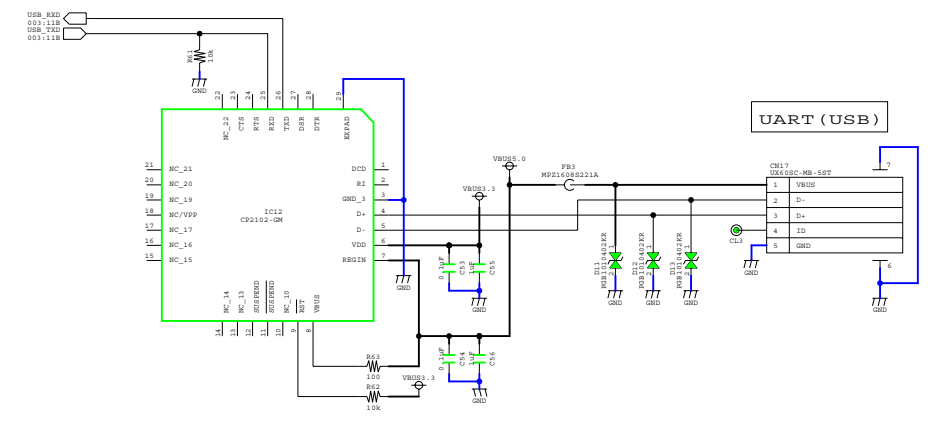 USB_RXD
003:11B
USB_TXD
003:11B
R61
10k
GND
22
23
24
25
26
27
28
29
NC_22
CTS
RTS
RXD
TXD
DSR
DTR
EXPAD
UART(USB)
21 NC_21
20 NC_20
19 NC_19
18 NC/VPP
17 NC_17
16 NC_16
15 NC_15
IC12
CP2102-GM
DCD 1
RI 2
GND_3 3
D+ 4
D- 5
VDD 6
REGIN 7
NC_14
NC_13
SUSPEND
SUSPEND
NC_10
RST
VBUS
14
13
12
11
10
9
8
GND
VBUS5.0
VBUS3.3
FB3
MPZ1608S221A
C53
0.1uF
C55
1uF
GND
C54
0.1uF
C56
1uF
GND
R63
100
VBUS3.3
R62
10k
D11
PGB1010402KR
1
2
GND
D12
PGB1010402KR
1
2
GND
D13
PGB1010402KR
1
2
GND
CL3
GND
CN17
UX60SC-MB-5ST
1 VBUS
2 D-
3 D+
4 ID
5 GND
7
6
GND